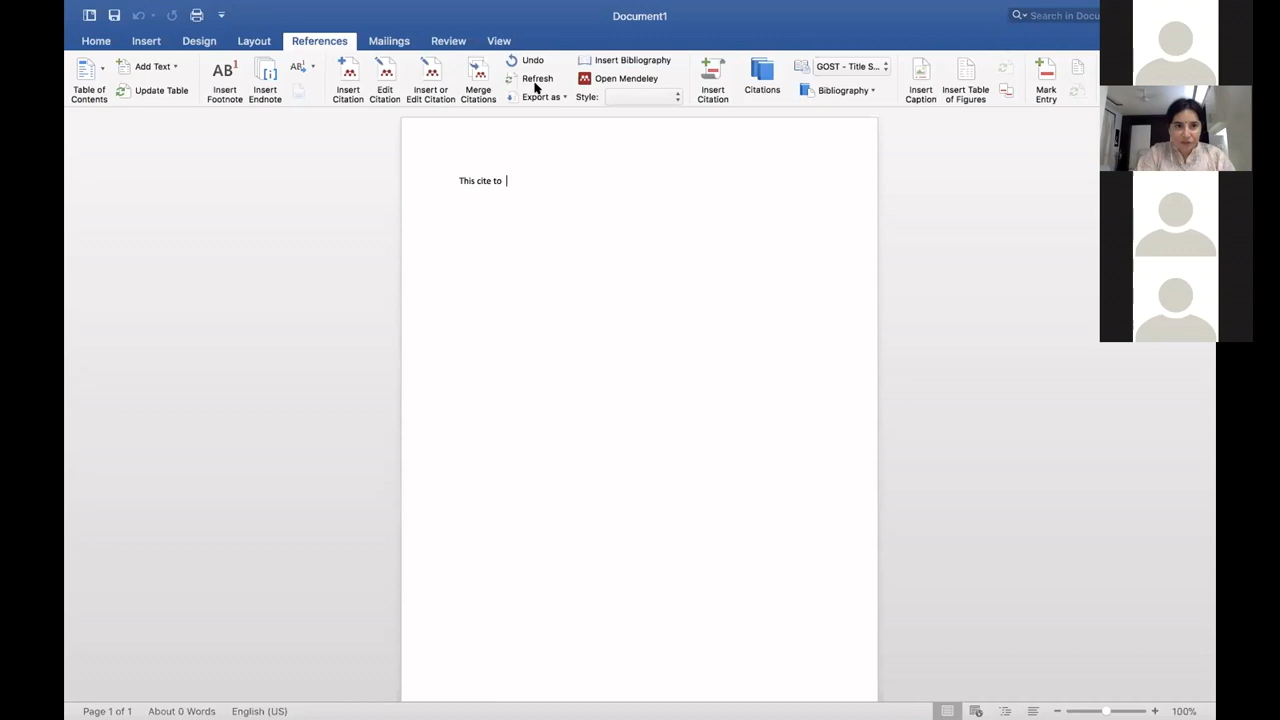 Document1
Search in Docu
Home Insert Design Layout References Mailings Review View
Table of Contents
Add Text
Update Table
AB1
Insert Footnote
Insert Endnote
AB
Insert Citation
Edit Citation
Insert or Edit Citation
Merge Citations
Undo
Refresh
Export as
Insert Bibliography
Open Mendeley
Style:
Insert Citation
Citations
GOST - Title S...
Bibliography
Insert Caption
Insert Table of Figures
Mark Entry
This cite to
Page 1 of 1 About 0 Words English (US) 100%